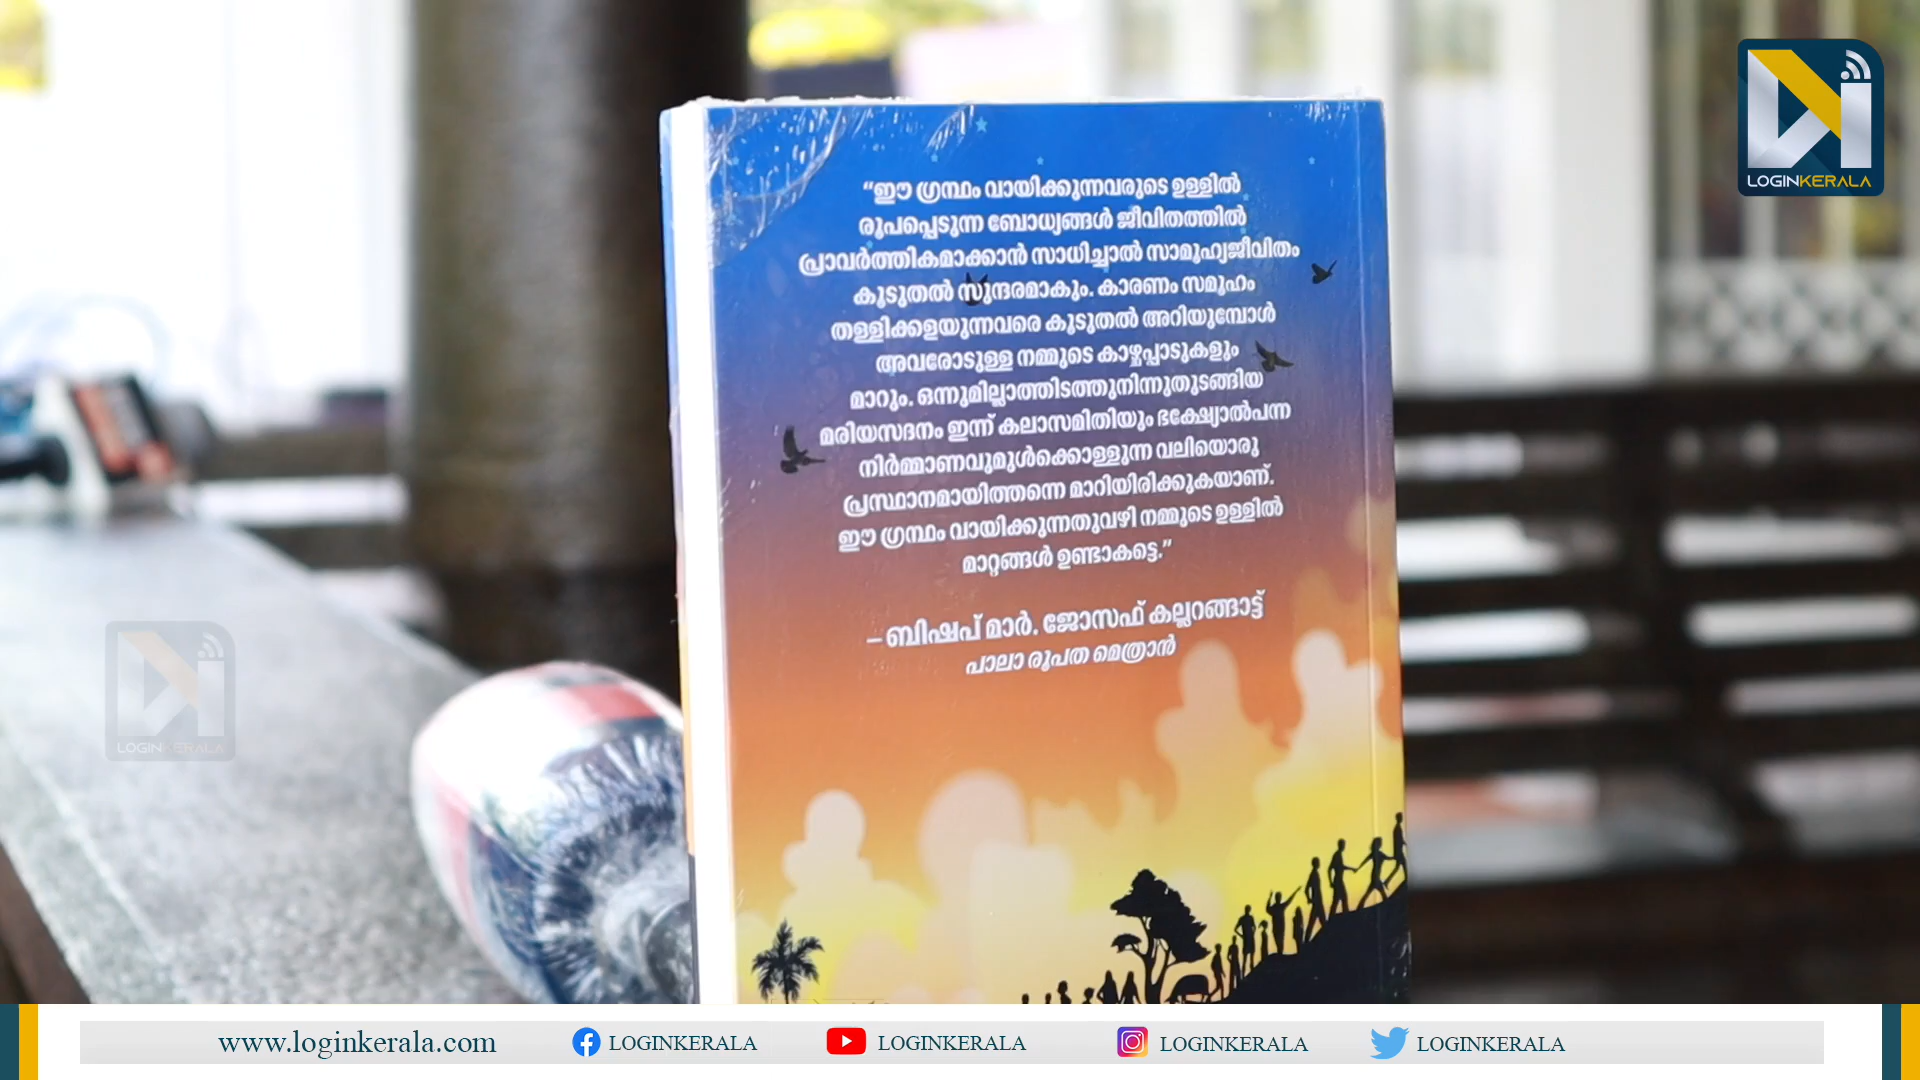 LOGINKERALA
“ഈ ഗ്രന്ഥം വായിക്കുന്നവരുടെ ഉള്ളിൽ
രൂപപ്പെടുന്ന ബോധ്യങ്ങൾ ജീവിതത്തിൽ
പ്രാവർത്തികമാക്കാൻ സാധിച്ചാൽ സാമൂഹ്യജീവിതം
കൂടുതൽ സുന്ദരമാകും. കാരണം സമൂഹം
തള്ളിക്കളയുന്നവരെ കൂടുതൽ അറിയുമ്പോൾ
അവരോടുള്ള നമ്മുടെ കാഴ്ചപ്പാടുകളും
മാറും. ഒന്നുമില്ലാത്തിടത്തുനിന്നുതുടങ്ങിയ
മരിയസദനം ഇന്ന് കലാസമിതിയും ഭക്ഷ്യോൽപന്ന
നിർമ്മാണവുമുൾക്കൊള്ളുന്ന വലിയൊരു
പ്രസ്ഥാനമായിത്തന്നെ മാറിയിരിക്കുകയാണ്.
ഈ ഗ്രന്ഥം വായിക്കുന്നതുവഴി നമ്മുടെ ഉള്ളിൽ
മാറ്റങ്ങൾ ഉണ്ടാകട്ടെ.”
– ബിഷപ് മാർ. ജോസഫ് കല്ലറങ്ങാട്ട്
പാലാ രൂപത മെത്രാൻ
LOGINKERALA
www.loginkerala.com LOGINKERALA LOGINKERALA LOGINKERALA LOGINKERALA